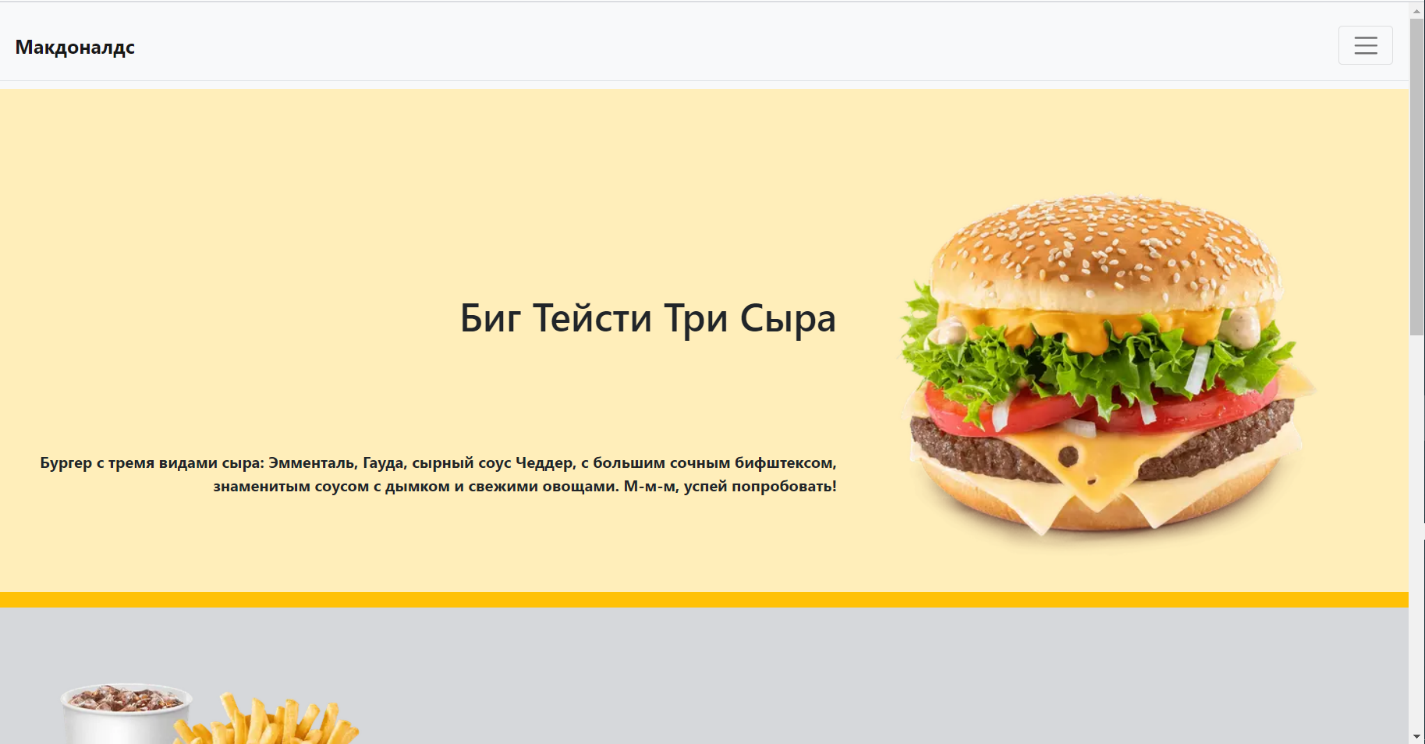 Макдоналдс
Биг Тейсти Три Сыра
Бургер с тремя видами сыра: Эмменталь, Гауда, сырный соус Чеддер, с большим сочным бифштексом,
знаменитым соусом с дымком и свежими овощами. М-м-м, успей попробовать!